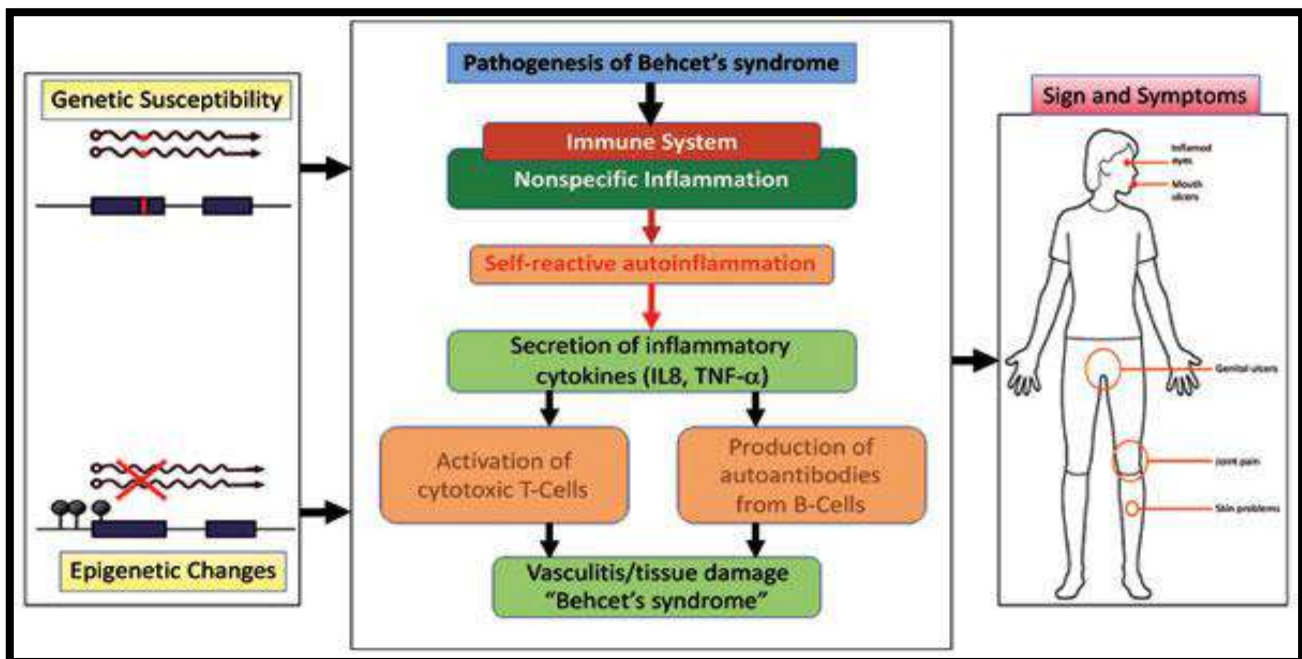 Genetic Susceptibility
Epigenetic Changes
Pathogenesis of Behcet's syndrome
Immune System
Nonspecific Inflammation
Self-reactive autoinflammation
Secretion of inflammatory
cytokines (IL8, TNF-α)
Activation of
cytotoxic T-Cells
Production of
autoantibodies
from B-Cells
Vasculitis/tissue damage
“Behcet's syndrome”
Sign and Symptoms
Inflamed
eyes
Mouth
ulcers
Genital ulcers
Joint pain
Skin problems